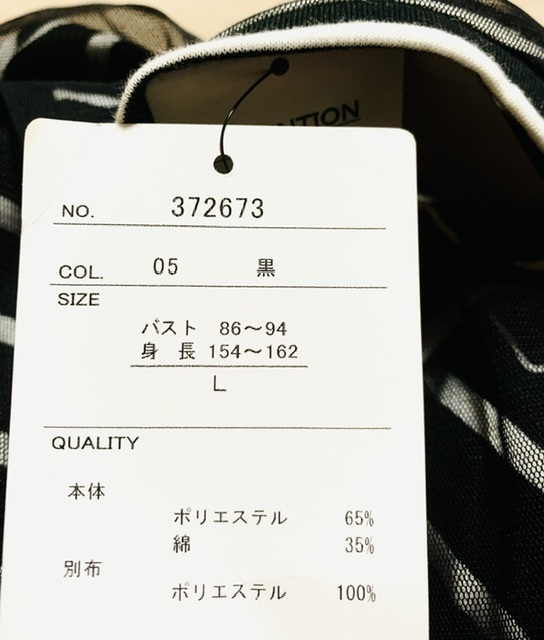 NTION
NO. 372673
COL. 05 黒
SIZE
バスト 86～94
身 長 154～162
L
QUALITY
本体
ポリエステル 65%
綿 35%
別布
ポリエステル 100%